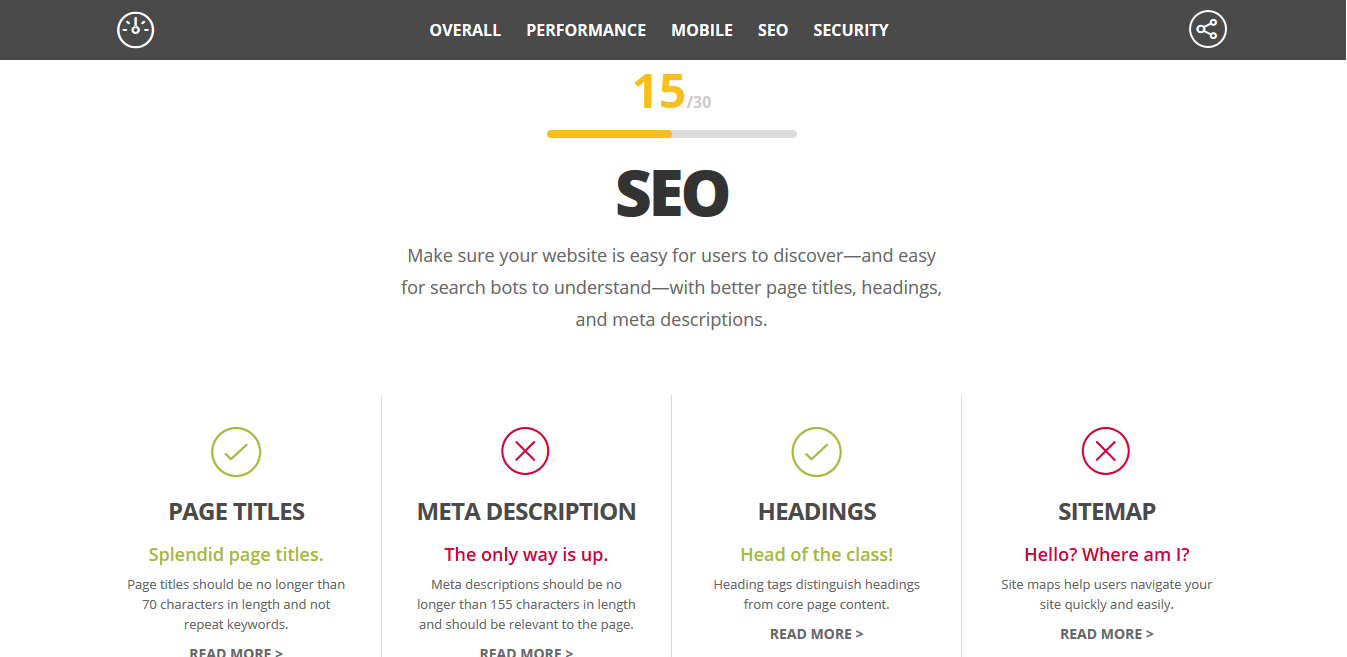 OVERALL PERFORMANCE MOBILE SEO SECURITY
15/30
SEO
Make sure your website is easy for users to discover—and easy
for search bots to understand—with better page titles, headings,
and meta descriptions.
PAGE TITLES
Splendid page titles.
Page titles should be no longer than
70 characters in length and not
repeat keywords.
READ MORE >
META DESCRIPTION
The only way is up.
Meta descriptions should be no
longer than 155 characters in length
and should be relevant to the page.
READ MORE >
HEADINGS
Head of the class!
Heading tags distinguish headings
from core page content.
READ MORE >
SITEMAP
Hello? Where am I?
Site maps help users navigate your
site quickly and easily.
READ MORE >